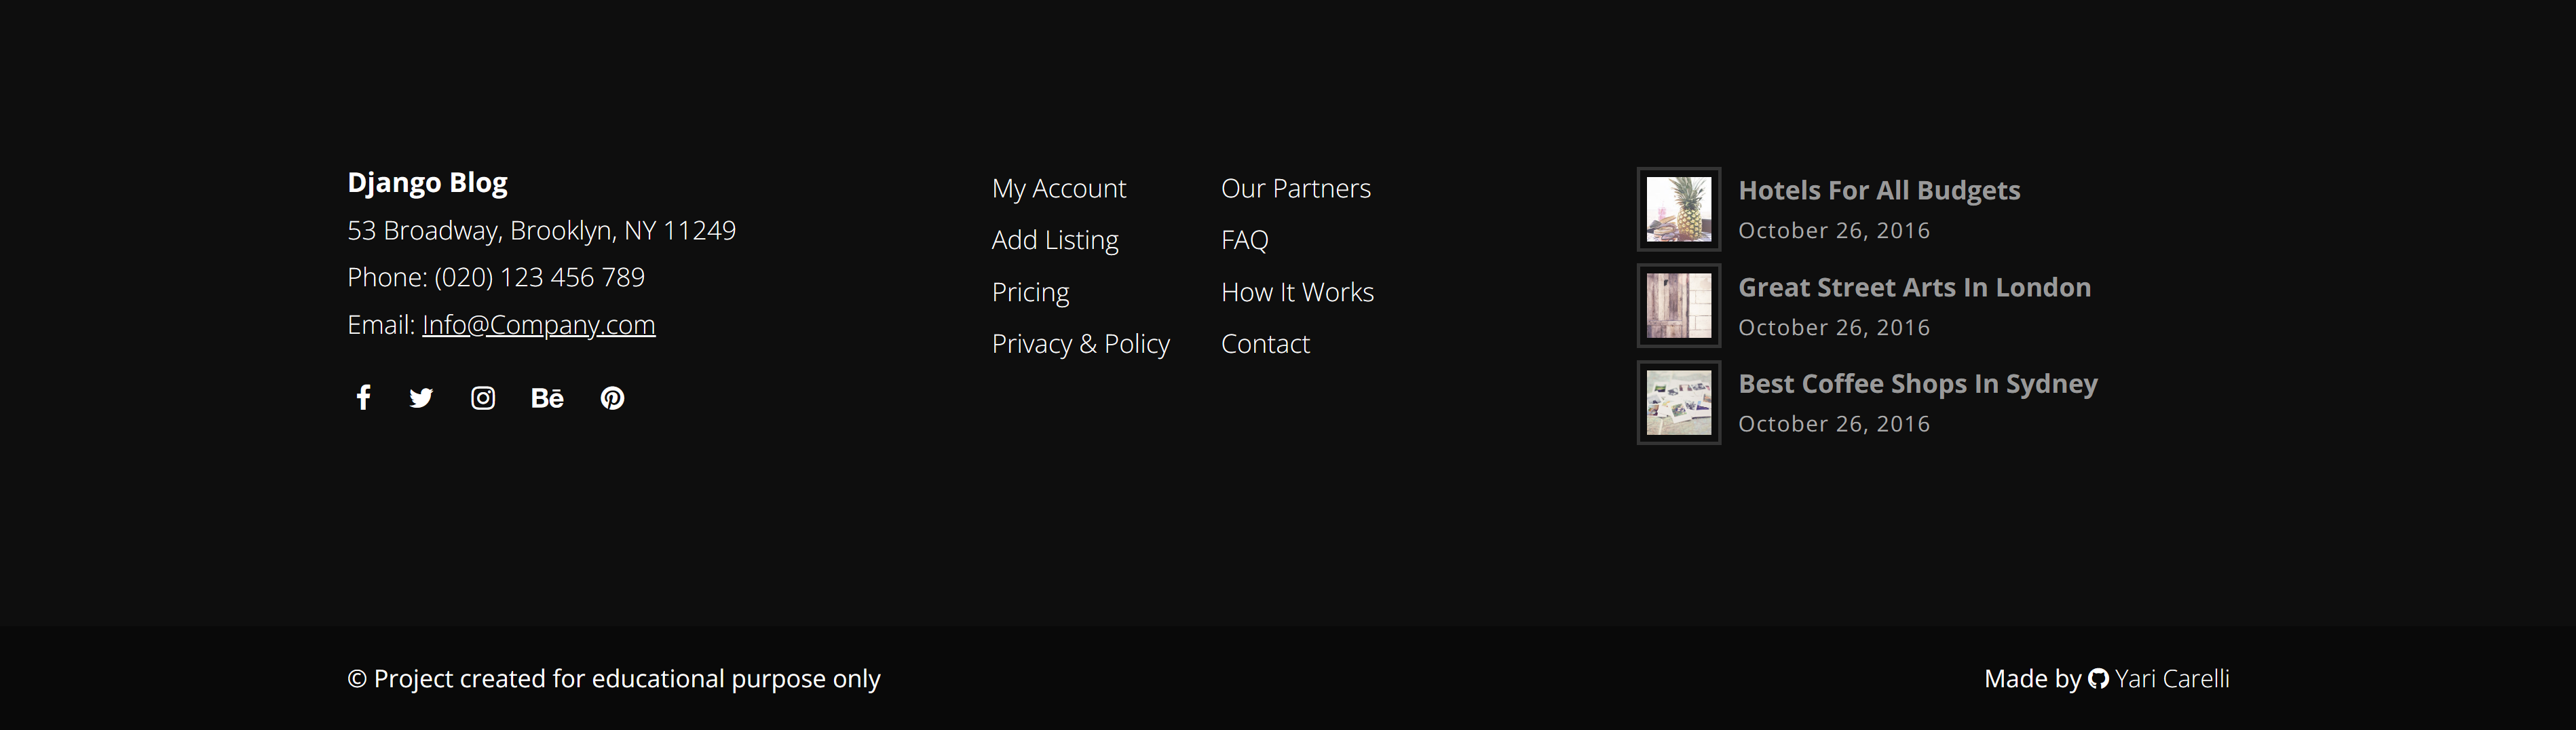 Django Blog
53 Broadway, Brooklyn, NY 11249
Phone: (020) 123 456 789
Email: Info@Company.com
Bē
My Account
Add Listing
Pricing
Privacy & Policy
Our Partners
FAQ
How It Works
Contact
Hotels For All Budgets
October 26, 2016
Great Street Arts In London
October 26, 2016
Best Coffee Shops In Sydney
October 26, 2016
© Project created for educational purpose only
Made by Yari Carelli